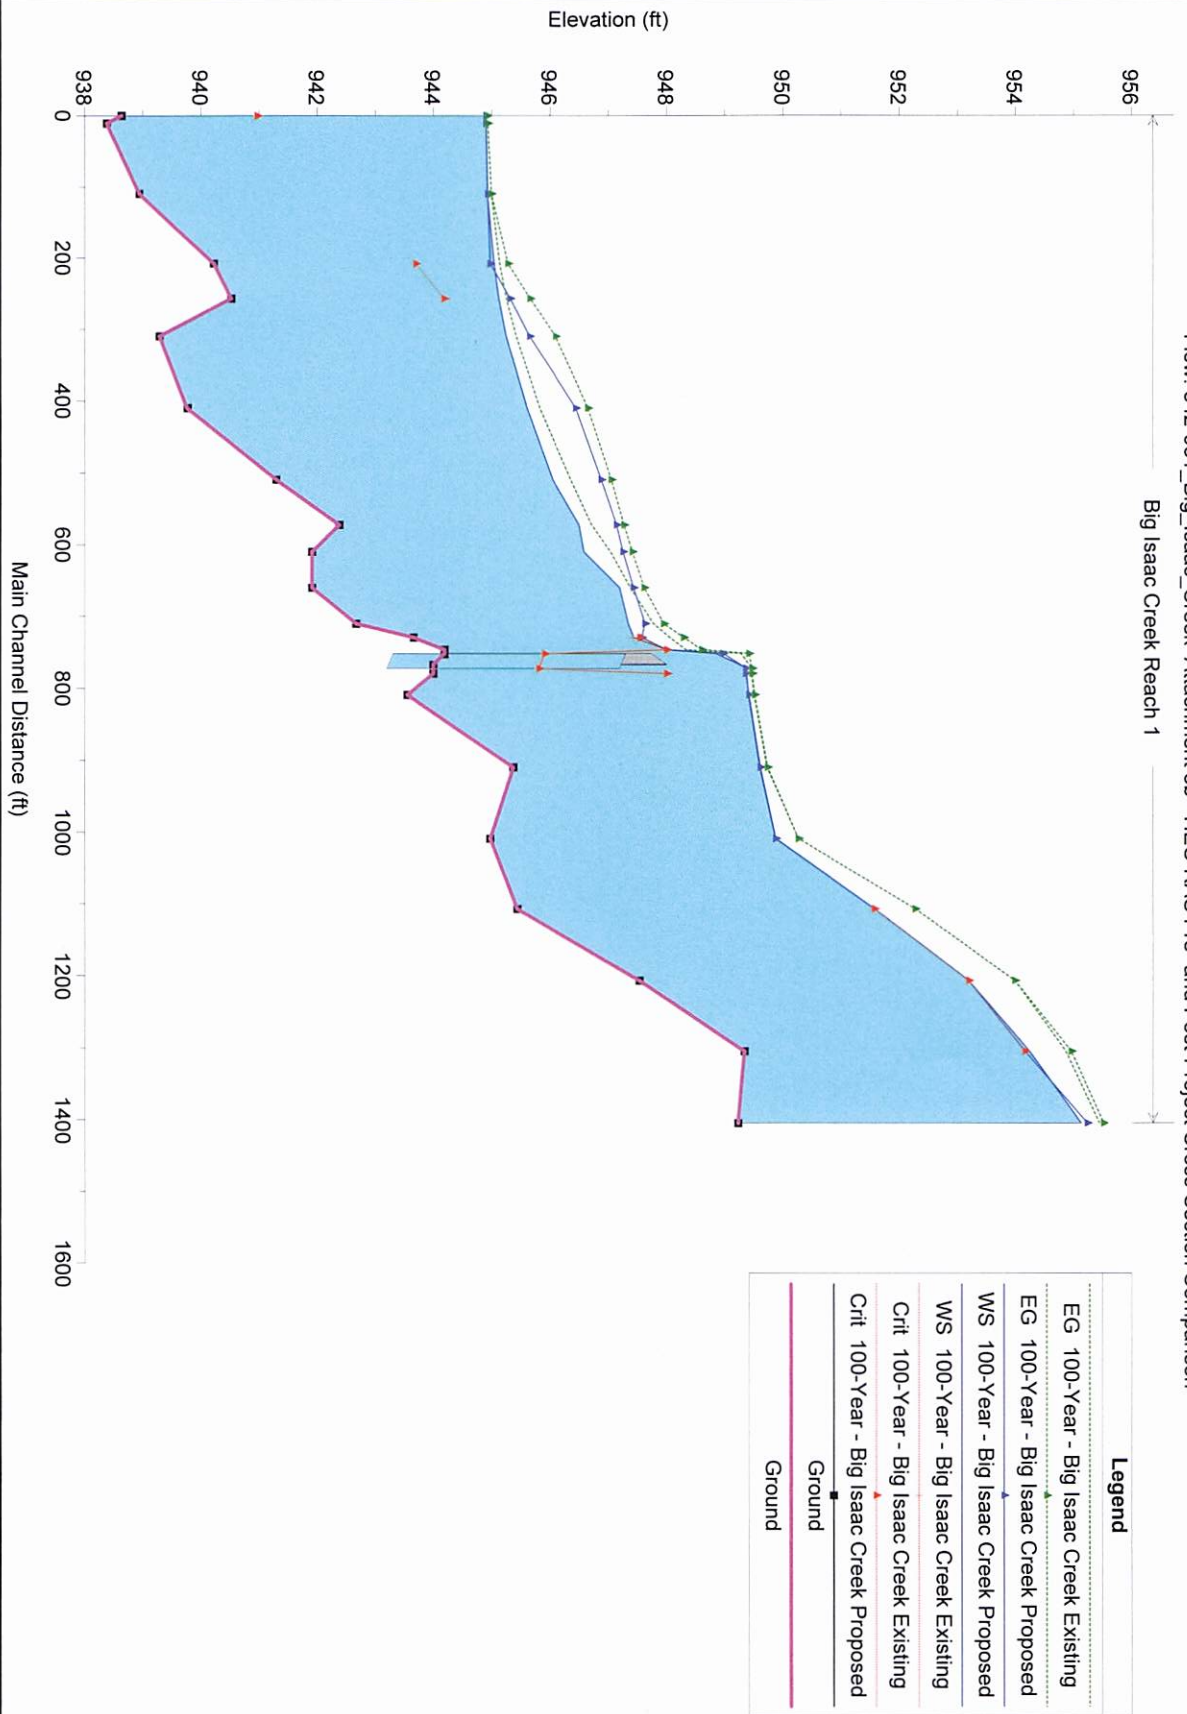 Big Isaac Creek Reach 1
Legend
EG 100-Year - Big Isaac Creek Existing
EG 100-Year - Big Isaac Creek Proposed
WS 100-Year - Big Isaac Creek Proposed
WS 100-Year - Big Isaac Creek Existing
Crit 100-Year - Big Isaac Creek Existing
Crit 100-Year - Big Isaac Creek Proposed
Ground
Ground
Elevation (ft)
956
954
952
950
948
946
944
942
940
938
0
200
400
600
800
1000
1200
1400
1600
Main Channel Distance (ft)